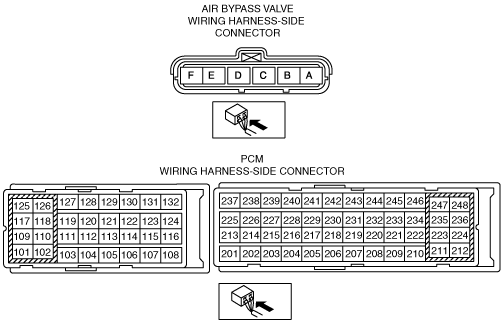 AIR BYPASS VALVE
WIRING HARNESS-SIDE
CONNECTOR
F E D C B A
PCM
WIRING HARNESS-SIDE CONNECTOR
125 126 127 128 129 130 131 132
117 118 119 120 121 122 123 124
109 110 111 112 113 114 115 116
101 102 103 104 105 106 107 108
237 238 239 240 241 242 243 244 245 246 247 248
225 226 227 228 229 230 231 232 233 234 235 236
213 214 215 216 217 218 219 220 221 222 223 224
201 202 203 204 205 206 207 208 209 210 211 212